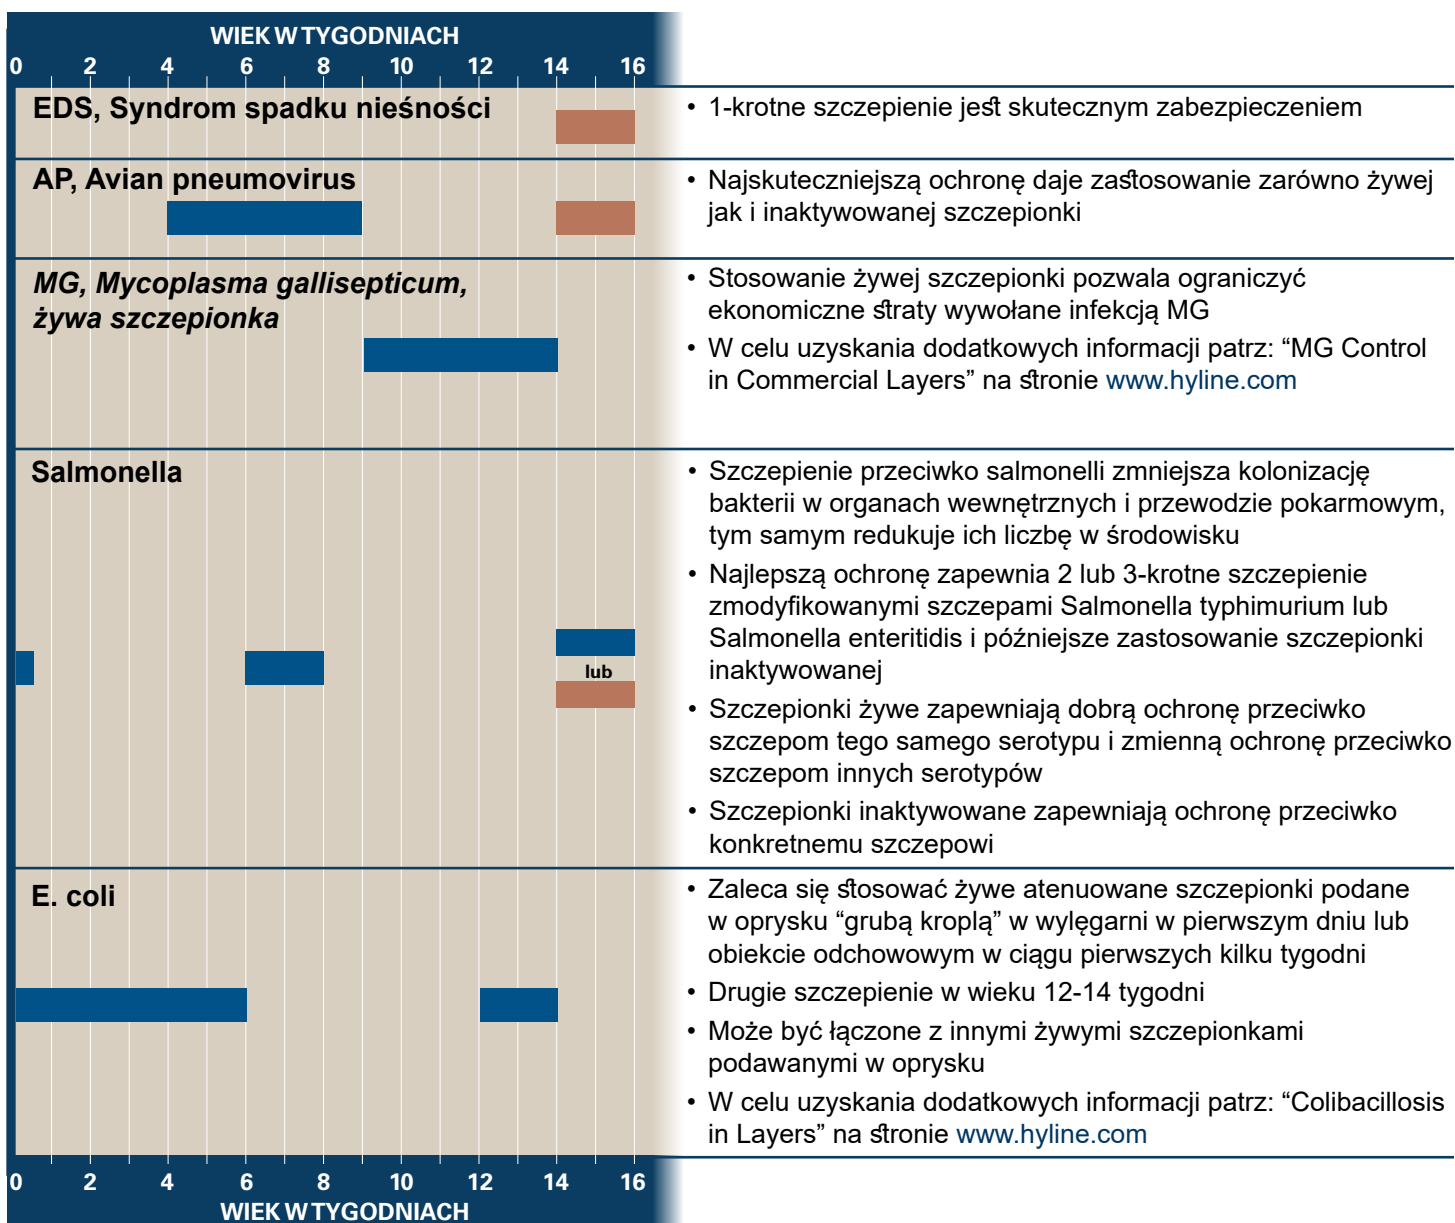 WIEK W TYGODNIACH
0 2 4 6 8 10 12 14 16
EDS, Syndrom spadku nieśności
• 1-krotne szczepienie jest skutecznym zabezpieczeniem
AP, Avian pneumovirus
• Najskuteczniejszą ochronę daje zastosowanie zarówno żywej
jak i inaktywowanej szczepionki
MG, Mycoplasma gallisepticum,
żywa szczepionka
• Stosowanie żywej szczepionki pozwala ograniczyć
ekonomiczne straty wywołane infekcją MG
• W celu uzyskania dodatkowych informacji patrz: “MG Control
in Commercial Layers” na stronie www.hyline.com
Salmonella
lub
• Szczepienie przeciwko salmonelli zmniejsza kolonizację
bakterii w organach wewnętrznych i przewodzie pokarmowym,
tym samym redukuje ich liczbę w środowisku
• Najlepszą ochronę zapewnia 2 lub 3-krotne szczepienie
zmodyfikowanymi szczepami Salmonella typhimurium lub
Salmonella enteritidis i późniejsze zastosowanie szczepionki
inaktywowanej
• Szczepionki żywe zapewniają dobrą ochronę przeciwko
szczepom tego samego serotypu i zmienną ochronę przeciwko
szczepom innych serotypów
• Szczepionki inaktywowane zapewniają ochronę przeciwko
konkretnemu szczepowi
E. coli
• Zaleca się stosować żywe atenuowane szczepionki podane
w oprysku “grubą kroplą” w wylęgarni w pierwszym dniu lub
obiekcie odchowowym w ciągu pierwszych kilku tygodni
• Drugie szczepienie w wieku 12-14 tygodni
• Może być łączone z innymi żywymi szczepionkami
podawanymi w oprysku
• W celu uzyskania dodatkowych informacji patrz: “Colibacillosis
in Layers” na stronie www.hyline.com
0 2 4 6 8 10 12 14 16
WIEK W TYGODNIACH